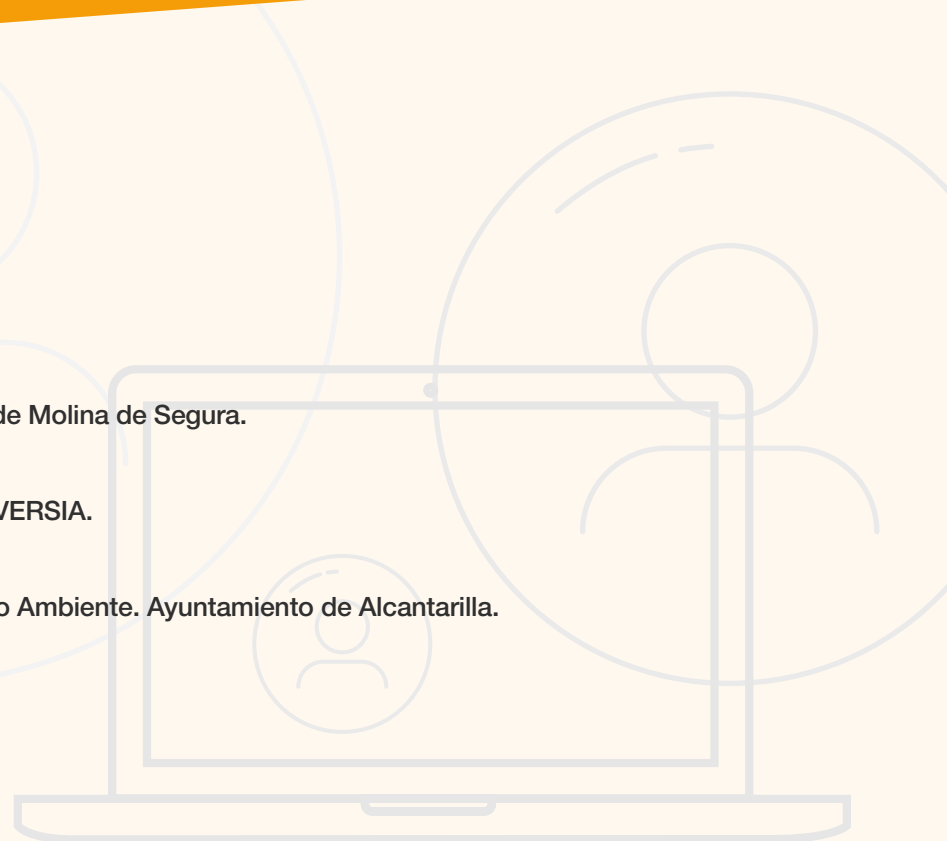 de Molina de Segura.
VERSIA.
o Ambiente. Ayuntamiento de Alcantarilla.